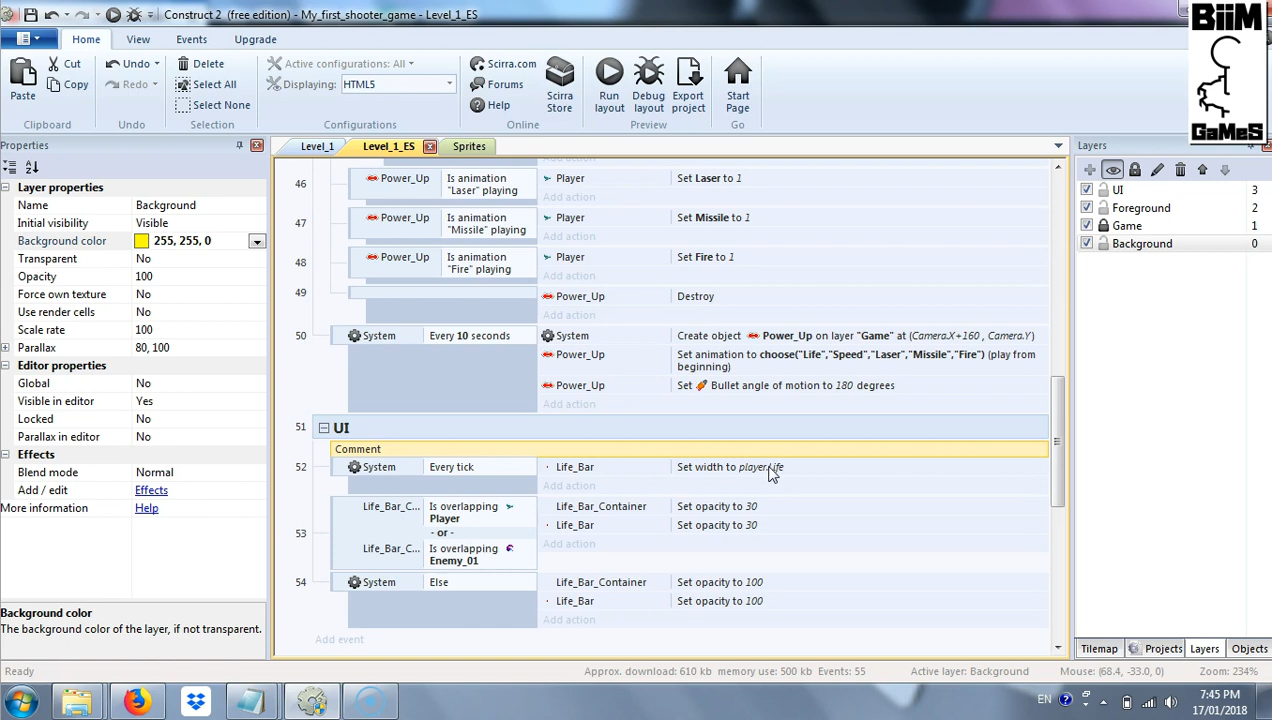 Construct 2 (free edition) - My_first_shooter_game - Level_1_ES
BiiM
GaMeS
Home
View
Events
Upgrade
Paste
Cut
Copy
Clipboard
Undo
Redo
Undo
Delete
Select All
Select None
Selection
Active configurations: All
Displaying:
HTML5
Configurations
Scirra.com
Forums
Help
Scirra Store
Online
Run layout
Debug layout
Export project
Preview
Start Page
Go
Properties
Layer properties
Name Background
Initial visibility Visible
Background color 255, 255, 0
Transparent No
Opacity 100
Force own texture No
Use render cells No
Scale rate 100
Parallax 80, 100
Editor properties
Global No
Visible in editor Yes
Locked No
Parallax in editor No
Effects
Blend mode Normal
Add / edit Effects
More information Help
Background color
The background color of the layer, if not transparent.
Level_1
Level_1_ES
Sprites
Add action
46 Power_Up Is animation "Laser" playing Player Set Laser to 1
Add action
47 Power_Up Is animation "Missile" playing Player Set Missile to 1
Add action
48 Power_Up Is animation "Fire" playing Player Set Fire to 1
Add action
49 Power_Up Destroy
Add action
50 System Every 10 seconds System Create object Power_Up on layer "Game" at (Camera.X+160 , Camera.Y)
Power_Up Set animation to choose("Life","Speed","Laser","Missile","Fire") (play from beginning)
Power_Up Set Bullet angle of motion to 180 degrees
Add action
51 UI
Comment
52 System Every tick Life_Bar Set width to player.life
Add action
53 Life_Bar_C... Is overlapping Player Life_Bar_Container Set opacity to 30
- or - Life_Bar Set opacity to 30
Life_Bar_C... Is overlapping Enemy_01 Add action
54 System Else Life_Bar_Container Set opacity to 100
Life_Bar Set opacity to 100
Add action
Add event
Layers
UI 3
Foreground 2
Game 1
Background 0
Tilemap
Projects
Layers
Objects
Ready
Approx. download: 610 kb memory use: 500 kb Events: 55
Active layer: Background
Mouse: (68.4, -33.0, 0)
Zoom: 234%
EN
7:45 PM
17/01/2018